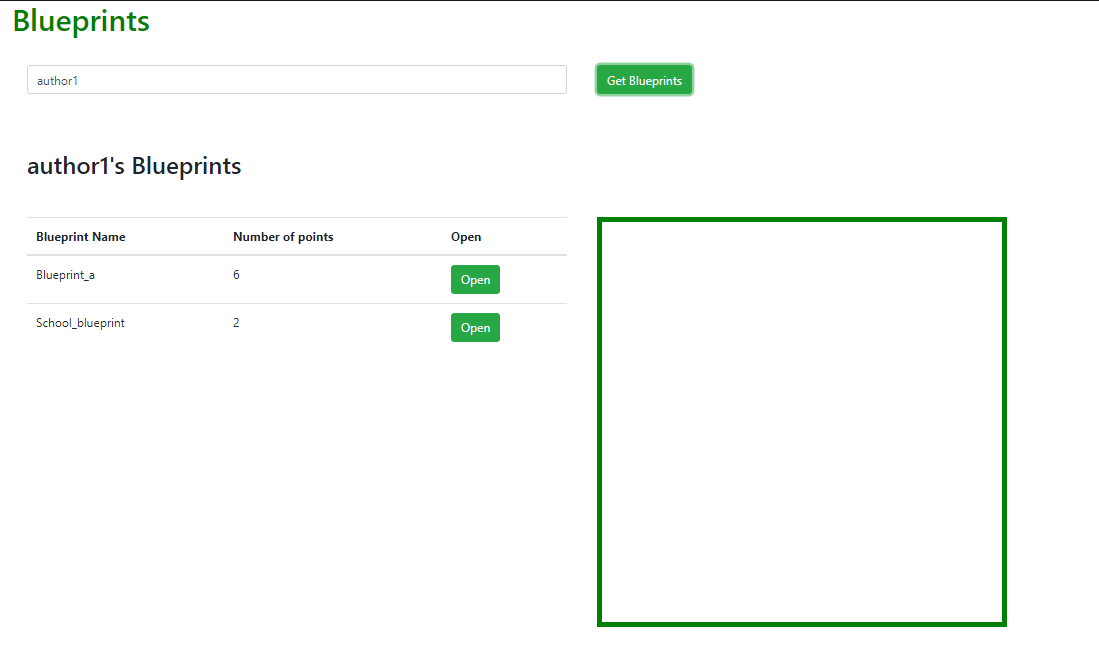 Blueprints
author1
Get Blueprints
author1's Blueprints
Blueprint Name Number of points Open
Blueprint_a 6 Open
School_blueprint 2 Open